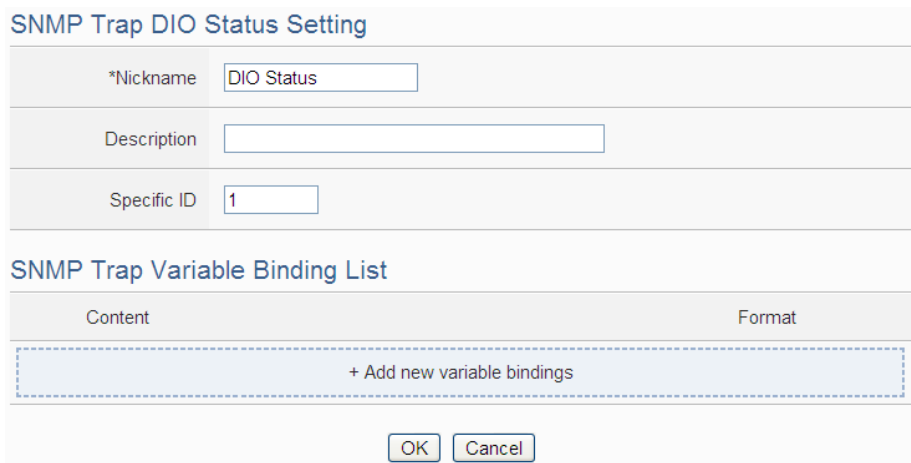 SNMP Trap DIO Status Setting
*Nickname DIO Status
Description
Specific ID 1
SNMP Trap Variable Binding List
Content Format
+ Add new variable bindings
OK Cancel